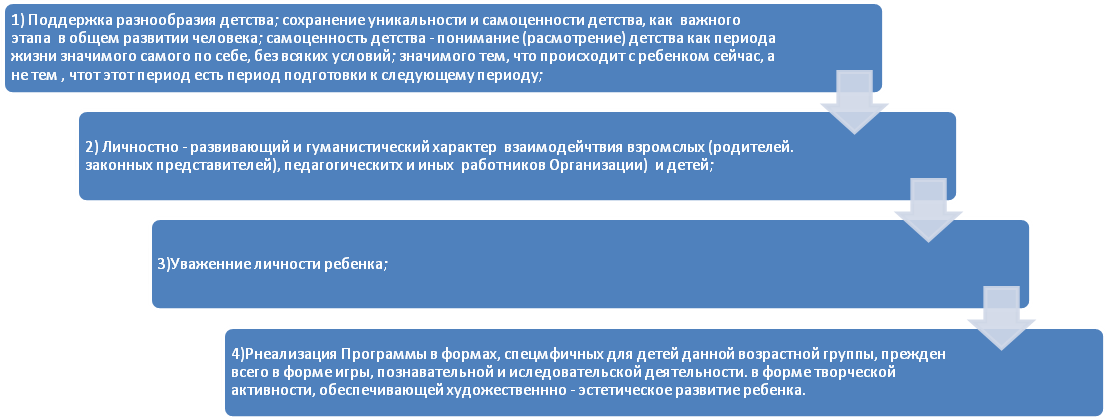 1) Поддержка разнообразия детства; сохранение уникальности и самоценности детства, как  важного
этапа  в общем развитии человека; самоценность детства - понимание (расмотрение) детства как периода
жизни значимого самого по себе, без всяких условий; значимого тем, что происходит с ребенком сейчас, а
не тем , чтот этот период есть период подготовки к следующему периоду;
2) Личностно - развивающий и гуманистический характер  взаимодейчтвия взромслых (родителей.
законных представителей), педагогическитх и иных  работников Организации)  и детей;
3)Уваженние личности ребенка;
4)Рнеализация Программы в формах, спецмфичных для детей данной возрастной группы, прежден
всего в форме игры, познавательной и иследовательской деятельности. в форме творческой
активности, обеспечивающей художественнно - эстетическое развитие ребенка.